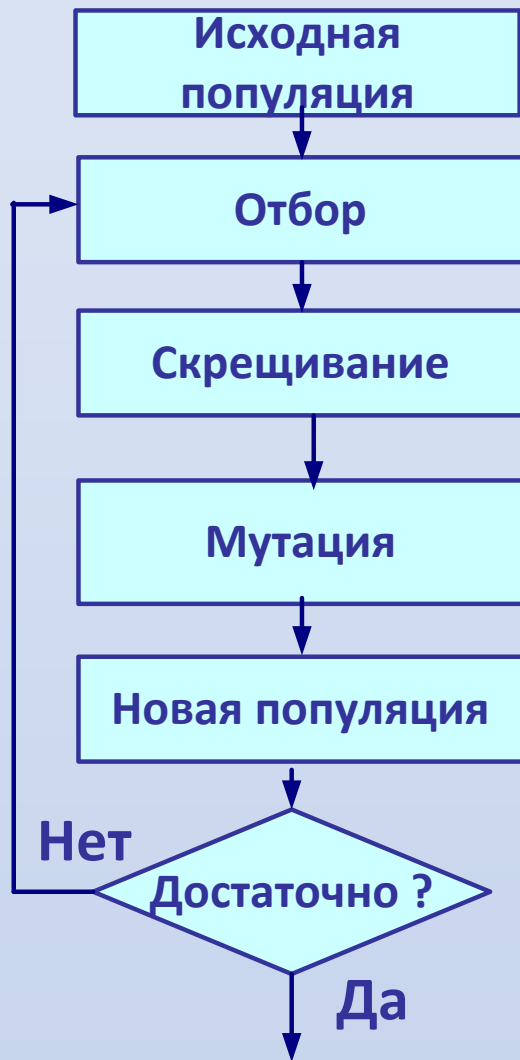 Исходная
популяция
Отбор
Скрещивание
Мутация
Новая популяция
Нет
Достаточно ?
Да